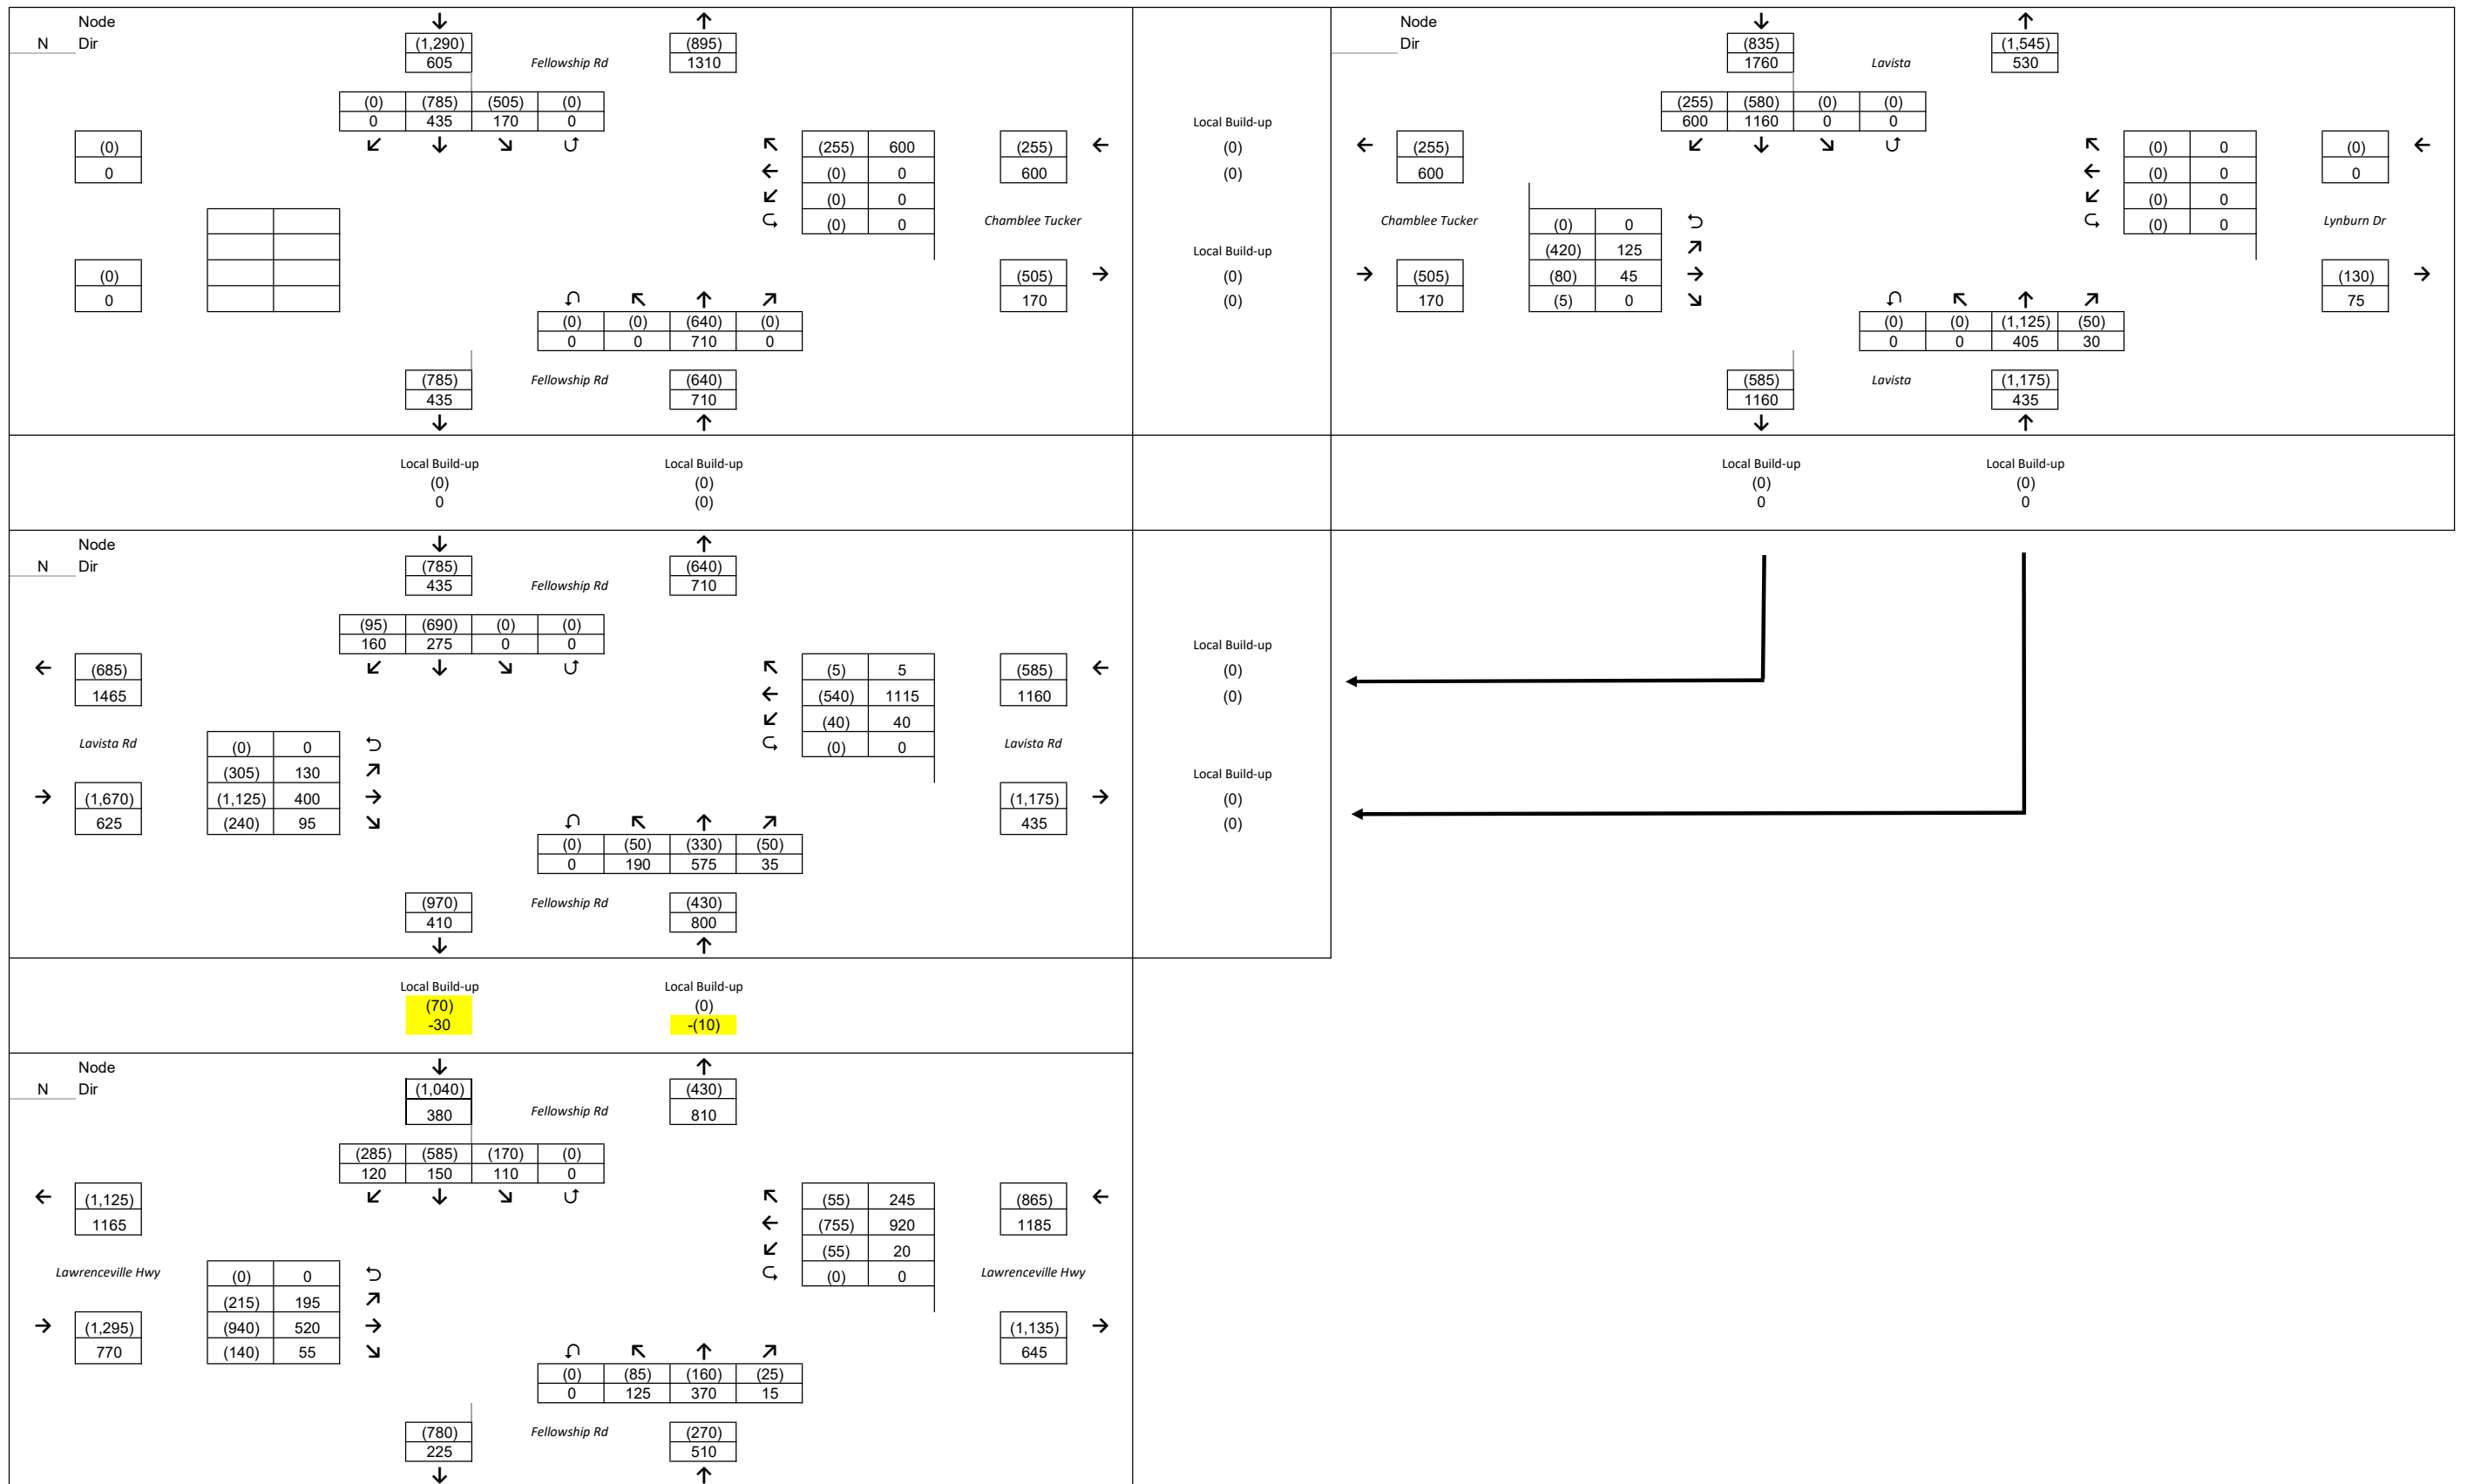 Node
N Dir
(1,290) (895)
605 Fellowship Rd 1310
(0) (785) (505) (0)
0 435 170 0
(0) (255) 600 (255)
0 (0) 0 600
(0) 0
(0) 0 Chamblee Tucker
(0) (505)
0 170
(0) (0) (640) (0)
0 0 710 0
(785) Fellowship Rd (640)
435 710
Local Build-up
(0)
(0)
Local Build-up
(0)
(0)
Node
Dir
(835) (1,545)
1760 Lavista 530
(255) (580) (0) (0)
600 1160 0 0
(255) (0) 0 (0)
600 (0) 0 0
(0) 0
Chamblee Tucker (0) 0 (0) 0 Lynburn Dr
(420) 125
(505) (80) 45 (130)
170 (5) 0 75
(0) (0) (1,125) (50)
0 0 405 30
(585) Lavista (1,175)
1160 435
Local Build-up Local Build-up
(0) (0)
0 (0)
Local Build-up Local Build-up
(0) (0)
0 0
Node
N Dir
(785) (640)
435 Fellowship Rd 710
(95) (690) (0) (0)
160 275 0 0
(685) (5) 5 (585)
1465 (540) 1115 1160
(40) 40
Lavista Rd (0) 0 (0) 0 Lavista Rd
(305) 130
(1,670) (1,125) 400 (1,175)
625 (240) 95 435
(0) (50) (330) (50)
0 190 575 35
(970) Fellowship Rd (430)
410 800
Local Build-up
(0)
(0)
Local Build-up
(0)
(0)
Local Build-up Local Build-up
(70) (0)
-30 -(10)
Node
N Dir
(1,040) (430)
380 Fellowship Rd 810
(285) (585) (170) (0)
120 150 110 0
(1,125) (55) 245 (865)
1165 (755) 920 1185
(55) 20
Lawrenceville Hwy (0) 0 (0) 0 Lawrenceville Hwy
(215) 195
(1,295) (940) 520 (1,135)
770 (140) 55 645
(0) (85) (160) (25)
0 125 370 15
(780) Fellowship Rd (270)
225 510